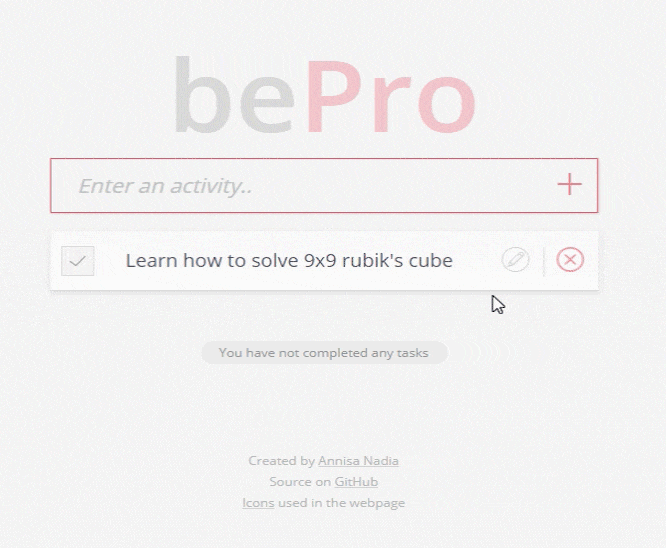 bePro
Enter an activity..
Learn how to solve 9x9 rubik's cube
You have not completed any tasks
Created by Annisa Nadia
Source on GitHub
Icons used in the webpage